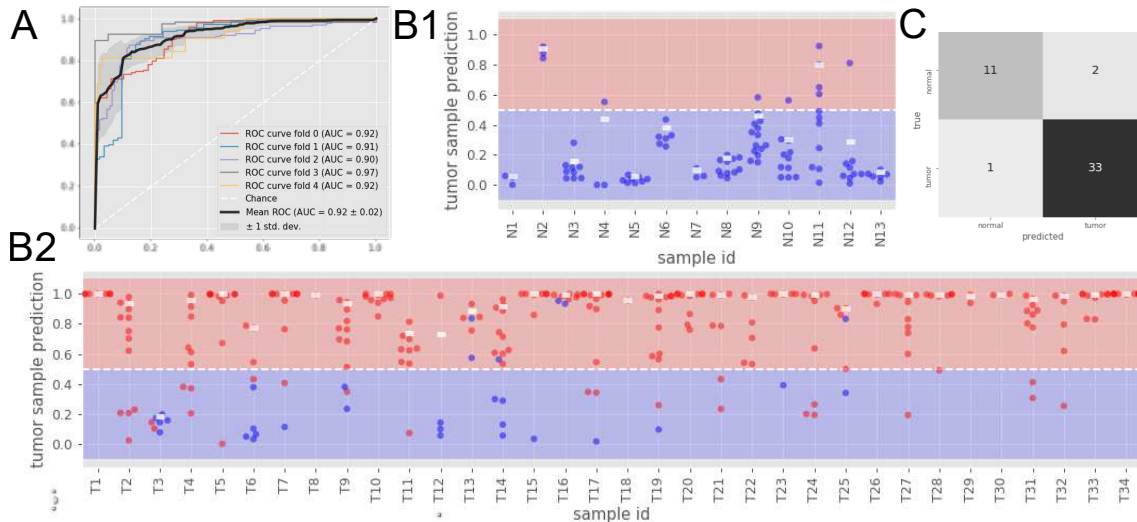 A
1.0
0.8
0.6
0.4
0.2
0.0
0.0 0.2 0.4 0.6 0.8 1.0
ROC curve fold 0 (AUC = 0.92)
ROC curve fold 1 (AUC = 0.91)
ROC curve fold 2 (AUC = 0.90)
ROC curve fold 3 (AUC = 0.97)
ROC curve fold 4 (AUC = 0.92)
Chance
Mean ROC (AUC = 0.92 ± 0.02)
± 1 std. dev.
B1
tumor sample prediction
1.0
0.8
0.6
0.4
0.2
0.0
N1 N2 N3 N4 N5 N6 N7 N8 N9 N10 N11 N12 N13
sample id
C
true
normal
tumor
11 2
1 33
normal tumor
predicted
B2
tumor sample prediction
1.0
0.8
0.6
0.4
0.2
0.0
T1 T2 T3 T4 T5 T6 T7 T8 T9 T10 T11 T12 T13 T14 T15 T16 T17 T18 T19 T20 T21 T22 T23 T24 T25 T26 T27 T28 T29 T30 T31 T32 T33 T34
sample id